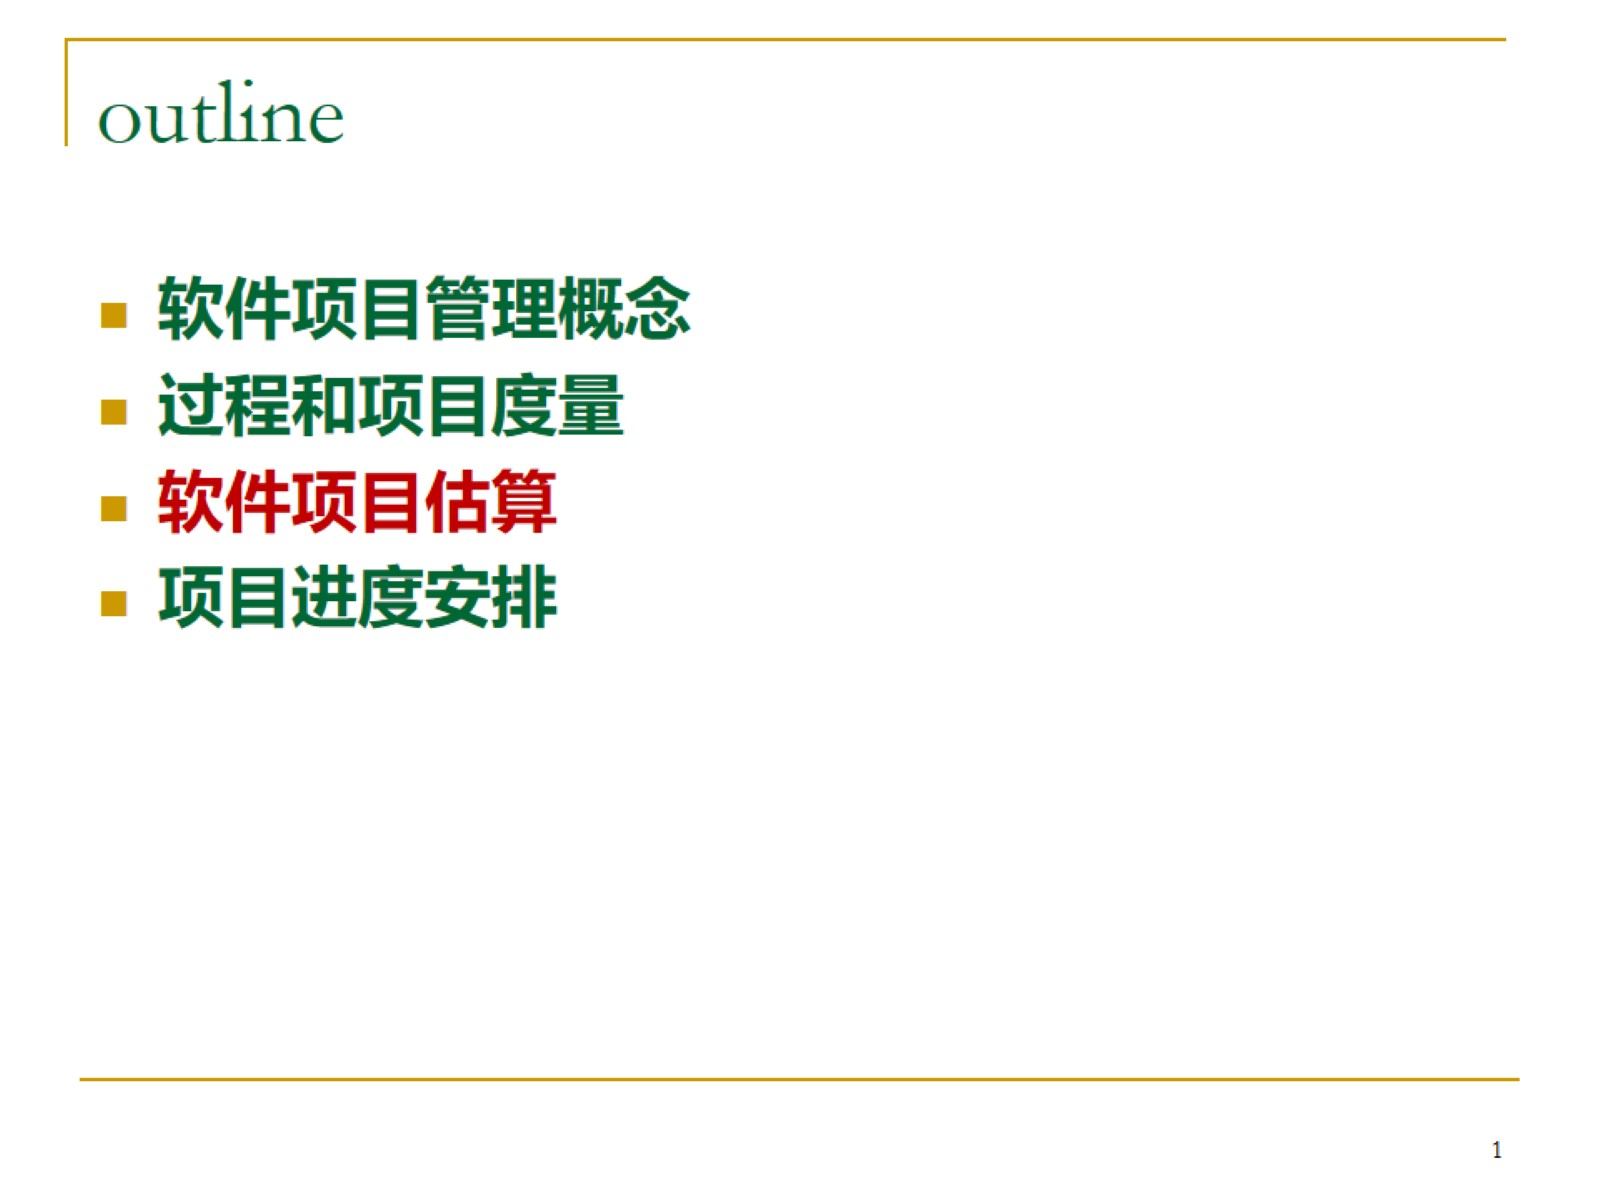 outline
软件项目管理概念
过程和项目度量
软件项目估算
项目进度安排
1